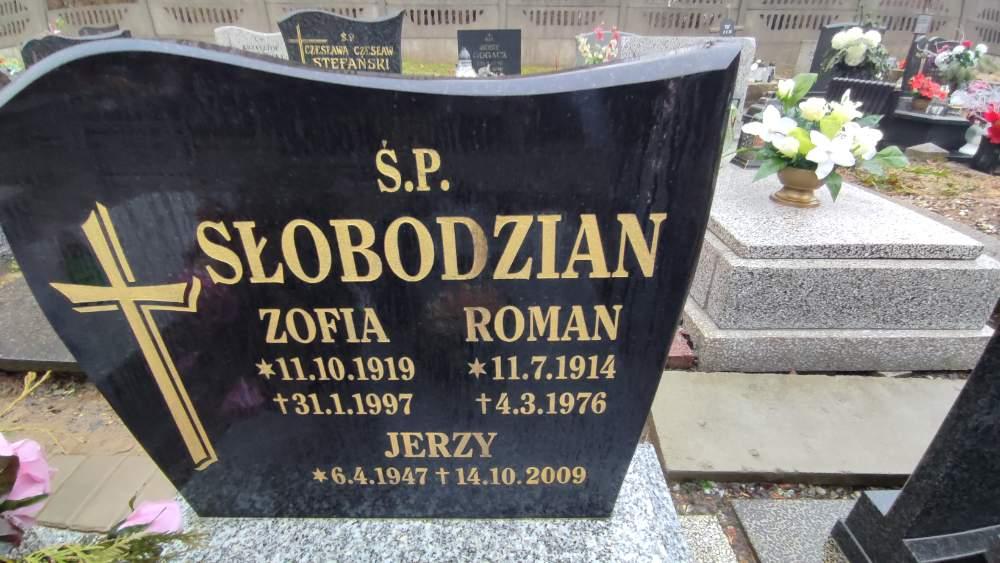 Ś.P.
CZESŁAWA CZESŁAW
STEFAŃSKI
Ś.P.
SŁOBODZIAN
ZOFIA ROMAN
*11.10.1919 *11.7.1914
†31.1.1997 †4.3.1976
JERZY
*6.4.1947 †14.10.2009